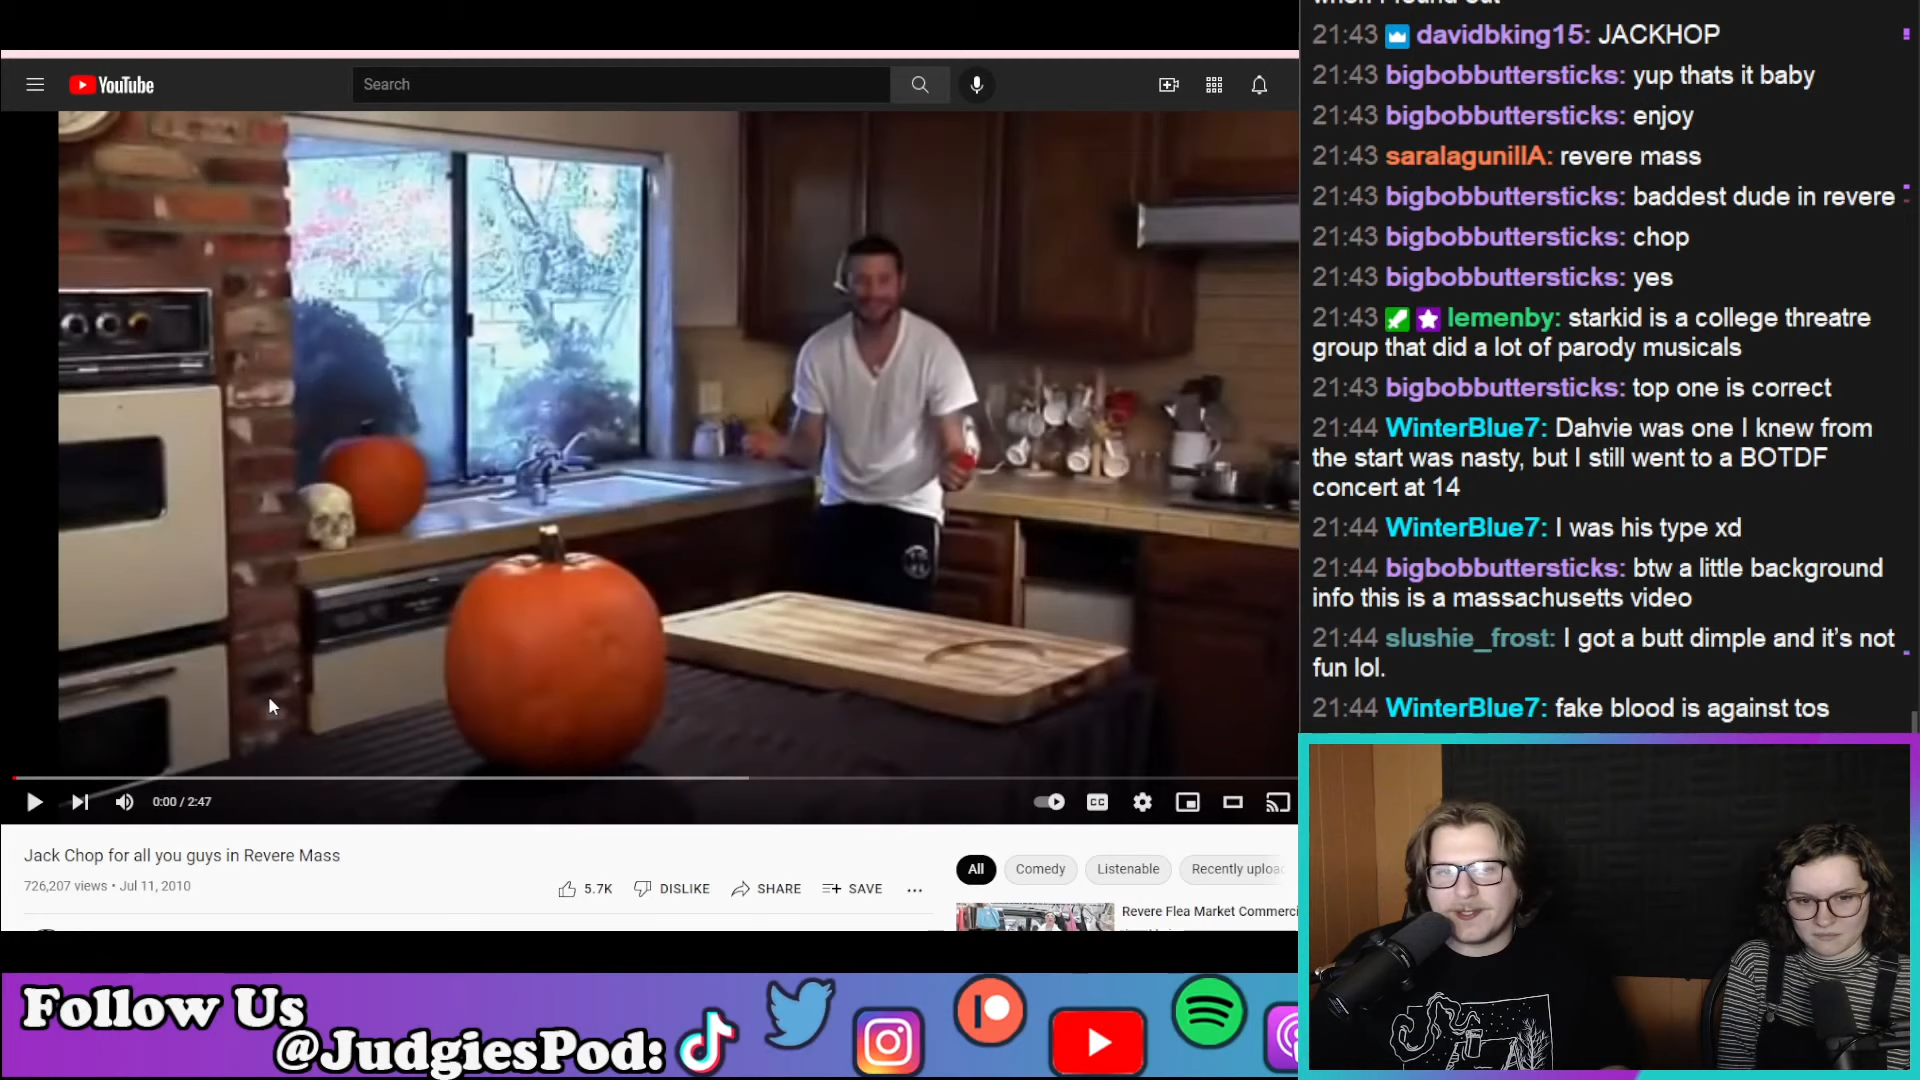 YouTube
Search
0:00 / 2:47
CC
Jack Chop for all you guys in Revere Mass
726,207 views • Jul 11, 2010
5.7K
DISLIKE
SHARE
SAVE
All
Comedy
Listenable
Recently uploa
Revere Flea Market Commerci
Follow Us
@JudgiesPod:
21:43 davidbking15: JACKHOP
21:43 bigbobbuttersticks: yup thats it baby
21:43 bigbobbuttersticks: enjoy
21:43 saralagunillA: revere mass
21:43 bigbobbuttersticks: baddest dude in revere
21:43 bigbobbuttersticks: chop
21:43 bigbobbuttersticks: yes
21:43 lemenby: starkid is a college threatre
group that did a lot of parody musicals
21:43 bigbobbuttersticks: top one is correct
21:44 WinterBlue7: Dahvie was one I knew from
the start was nasty, but I still went to a BOTDF
concert at 14
21:44 WinterBlue7: I was his type xd
21:44 bigbobbuttersticks: btw a little background
info this is a massachusetts video
21:44 slushie_frost: I got a butt dimple and it's not
fun lol.
21:44 WinterBlue7: fake blood is against tos